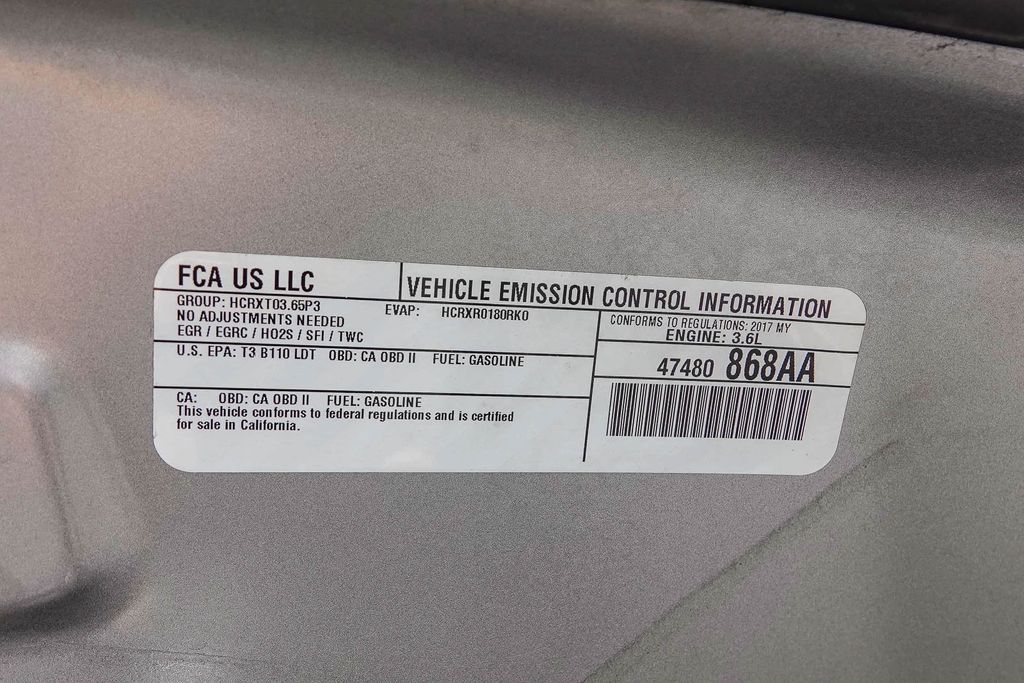 FCA US LLC
VEHICLE EMISSION CONTROL INFORMATION
GROUP: HCRXT03.65P3 EVAP: HCRXR0180RK0
NO ADJUSTMENTS NEEDED
EGR / EGRC / HO2S / SFI / TWC
CONFORMS TO REGULATIONS: 2017 MY
ENGINE: 3.6L
U.S. EPA: T3 B110 LDT OBD: CA OBD II FUEL: GASOLINE
47480 868AA
CA: OBD: CA OBD II FUEL: GASOLINE
This vehicle conforms to federal regulations and is certified
for sale in California.